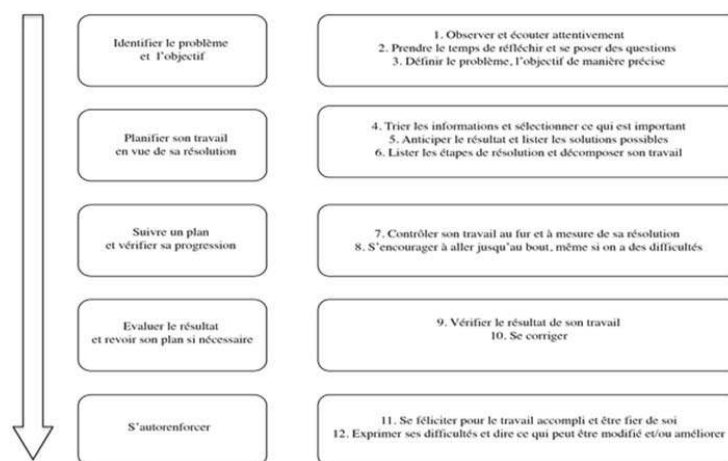 Identifier le problème
et l'objectif
1. Observer et écouter attentivement
2. Prendre le temps de réfléchir et se poser des questions
3. Définir le problème, l'objectif de manière précise
Planifier son travail
en vue de sa résolution
4. Trier les informations et sélectionner ce qui est important
5. Anticiper le résultat et lister les solutions possibles
6. Lister les étapes de résolution et décomposer son travail
Suivre un plan
et vérifier sa progression
7. Contrôler son travail au fur et à mesure de sa résolution
8. S'encourager à aller jusqu'au bout, même si on a des difficultés
Evaluer le résultat
et revoir son plan si nécessaire
9. Vérifier le résultat de son travail
10. Se corriger
S'autorenforcer
11. Se féliciter pour le travail accompli et être fier de soi
12. Exprimer ses difficultés et dire ce qui peut être modifié et/ou améliorer